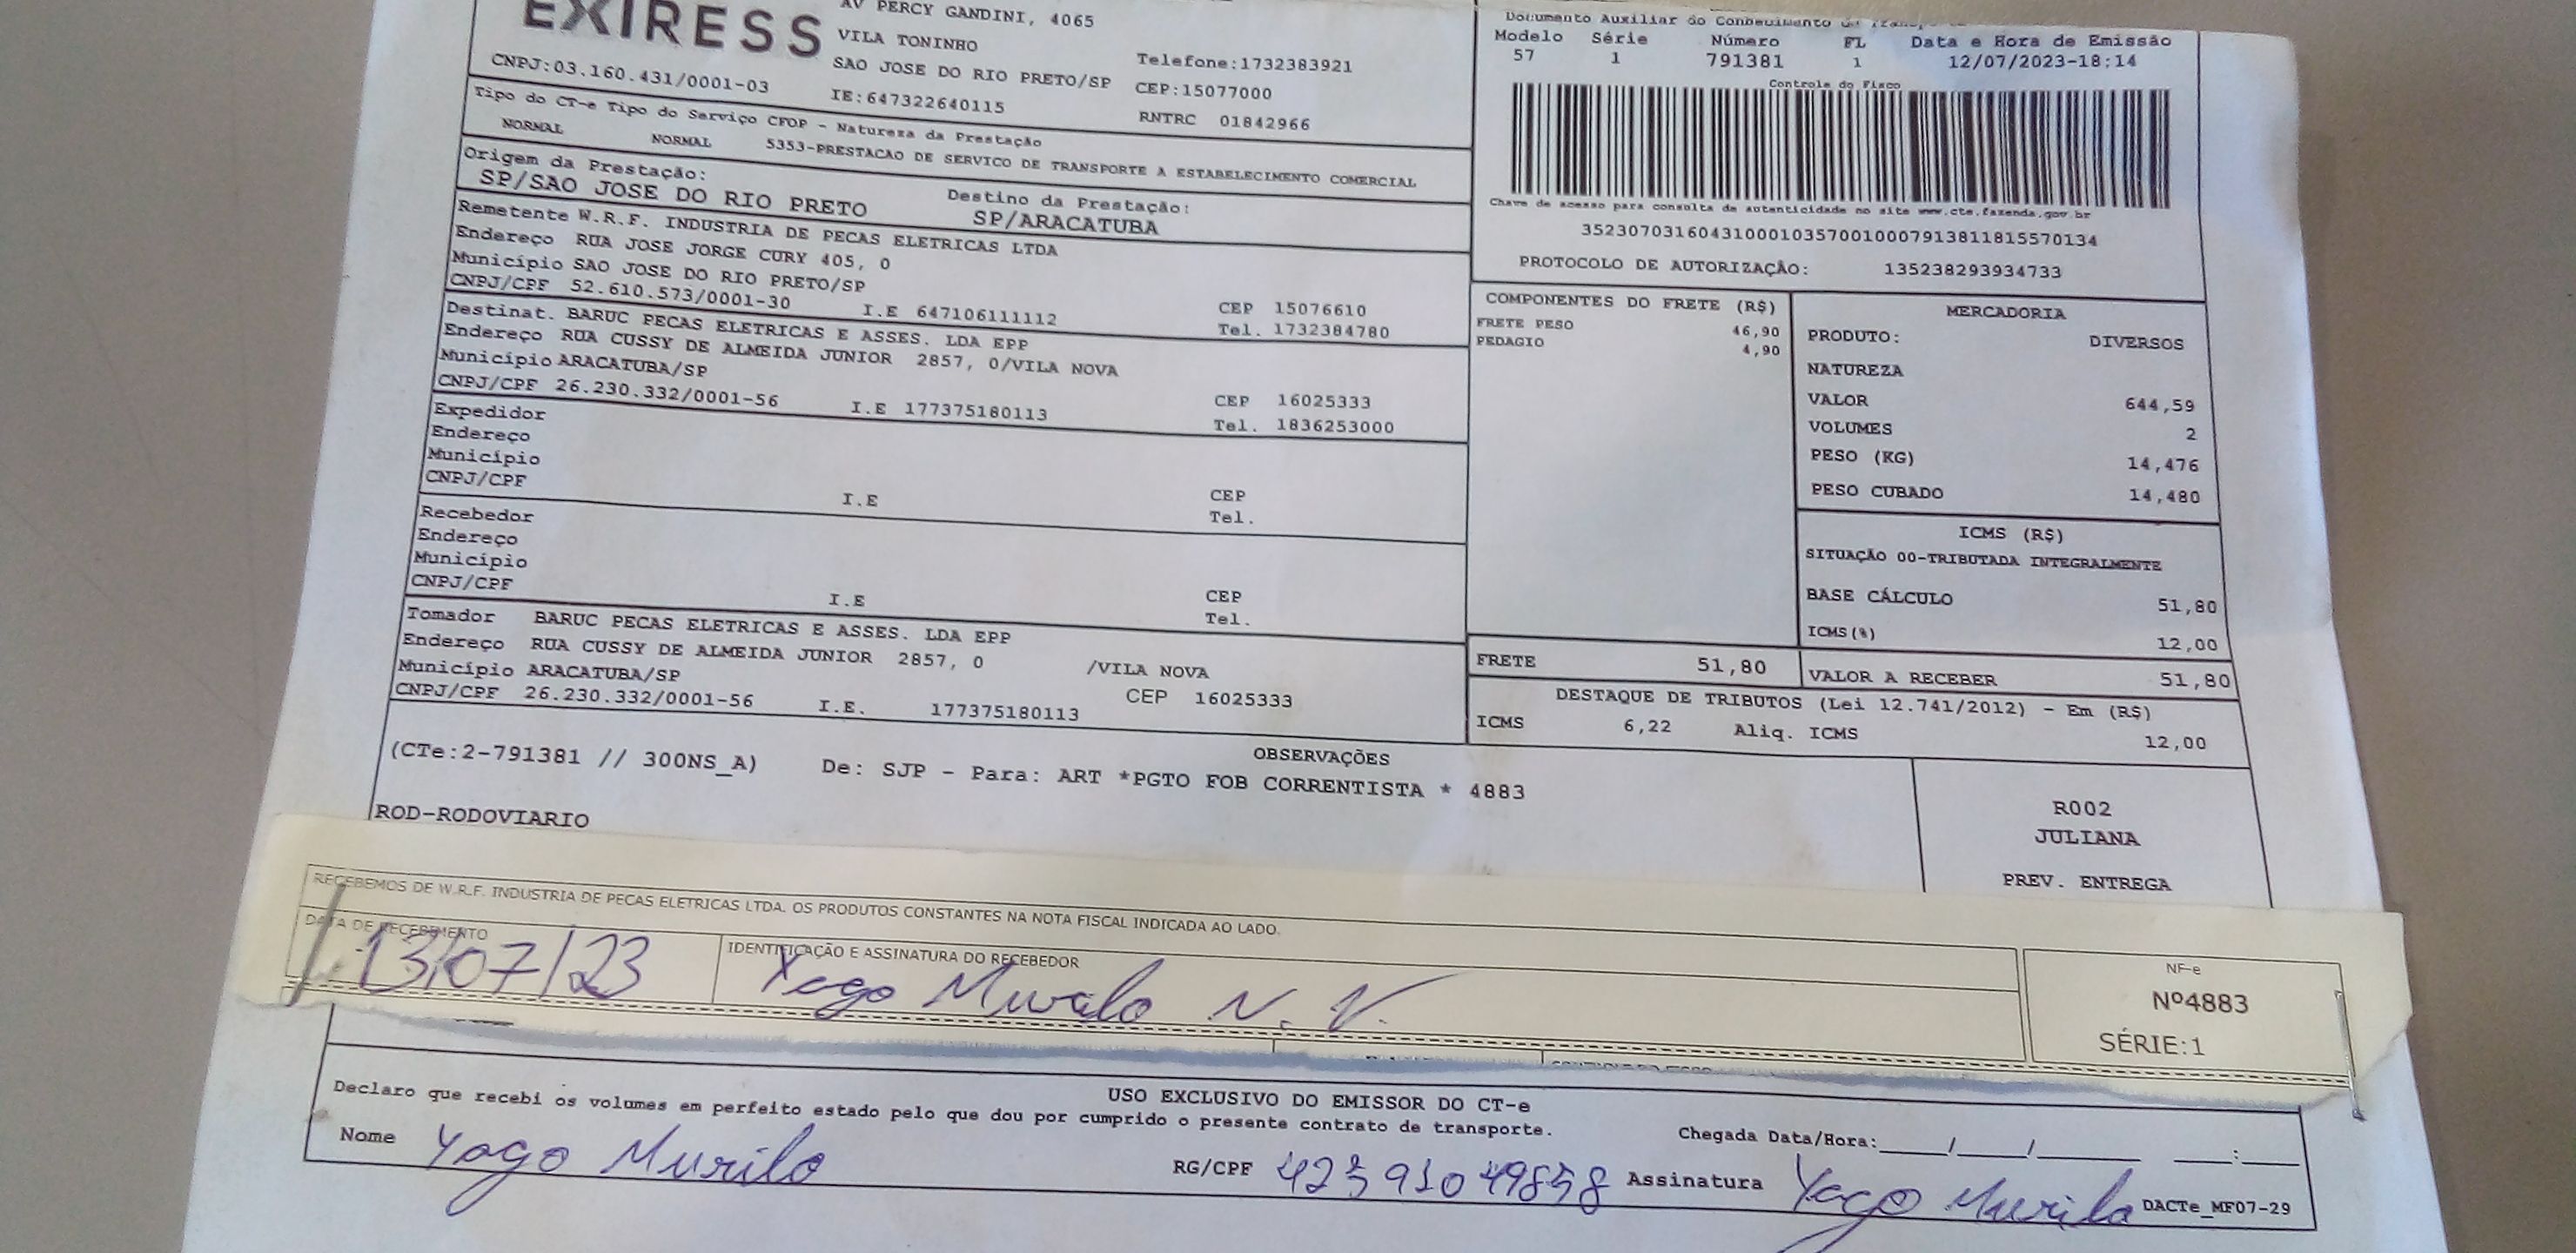 EXIRESS
AV PERCY GANDINI, 4065
VILA TONINHO
SAO JOSE DO RIO PRETO/SP
Telefone:1732383921
CNPJ:03.160.431/0001-03
IE:647322640115
CEP:15077000
RNTRC 01842966
Tipo do CT-e Tipo do Serviço CFOP - Natureza da Prestação
NORMAL NORMAL 5353-PRESTACAO DE SERVICO DE TRANSPORTE A ESTABELECIMENTO COMERCIAL
Origem da Prestação:
SP/SAO JOSE DO RIO PRETO
Destino da Prestação:
SP/ARACATUBA
Remetente W.R.F. INDUSTRIA DE PECAS ELETRICAS LTDA
Endereço RUA JOSE JORGE CURY 405, 0
Município SAO JOSE DO RIO PRETO/SP CEP 15076610
CNPJ/CPF 52.610.573/0001-30 I.E 647106111112 Tel. 1732384780
Destinat. BARUC PECAS ELETRICAS E ASSES. LDA EPP
Endereço RUA CUSSY DE ALMEIDA JUNIOR 2857, 0/VILA NOVA
Município ARACATUBA/SP CEP 16025333
CNPJ/CPF 26.230.332/0001-56 I.E 177375180113 Tel. 1836253000
Expedidor
Endereço
Município CEP
CNPJ/CPF I.E Tel.
Recebedor
Endereço
Município CEP
CNPJ/CPF I.E Tel.
Tomador BARUC PECAS ELETRICAS E ASSES. LDA EPP
Endereço RUA CUSSY DE ALMEIDA JUNIOR 2857, 0 /VILA NOVA
Município ARACATUBA/SP CEP 16025333
CNPJ/CPF 26.230.332/0001-56 I.E. 177375180113
Documento Auxiliar do Conhecimento de
Modelo Série Número FL Data e Hora de Emissão
57 1 791381 1 12/07/2023-18:14
Controle do Fisco
Chave de acesso para consulta de autenticidade no site www.cte.fazenda.gov.br
35230703160431000103570010007913811815570134
PROTOCOLO DE AUTORIZAÇÃO: 135238293934733
COMPONENTES DO FRETE (R$)
FRETE PESO 46,90
PEDAGIO 4,90
MERCADORIA
PRODUTO: DIVERSOS
NATUREZA
VALOR 644,59
VOLUMES 2
PESO (KG) 14,476
PESO CUBADO 14,480
ICMS (R$)
SITUAÇÃO 00-TRIBUTADA INTEGRALMENTE
BASE CÁLCULO 51,80
ICMS(%) 12,00
FRETE 51,80 VALOR A RECEBER 51,80
DESTAQUE DE TRIBUTOS (Lei 12.741/2012) - Em (R$)
ICMS 6,22 Aliq. ICMS 12,00
OBSERVAÇÕES
(CTe:2-791381 // 300NS_A) De: SJP - Para: ART *PGTO FOB CORRENTISTA * 4883
ROD-RODOVIARIO
R002
JULIANA
PREV. ENTREGA
RECEBEMOS DE W.R.F. INDUSTRIA DE PECAS ELETRICAS LTDA. OS PRODUTOS CONSTANTES NA NOTA FISCAL INDICADA AO LADO.
DATA DE RECEBIMENTO
13/07/23
IDENTIFICAÇÃO E ASSINATURA DO RECEBEDOR
Yago Murilo N. V.
NF-e
Nº4883
SÉRIE:1
USO EXCLUSIVO DO EMISSOR DO CT-e
Declaro que recebi os volumes em perfeito estado pelo que dou por cumprido o presente contrato de transporte.
Chegada Data/Hora:____/____/______ ___:___
Nome Yago Murilo RG/CPF 42391049858 Assinatura Yago Murilo DACTe_MF07-29